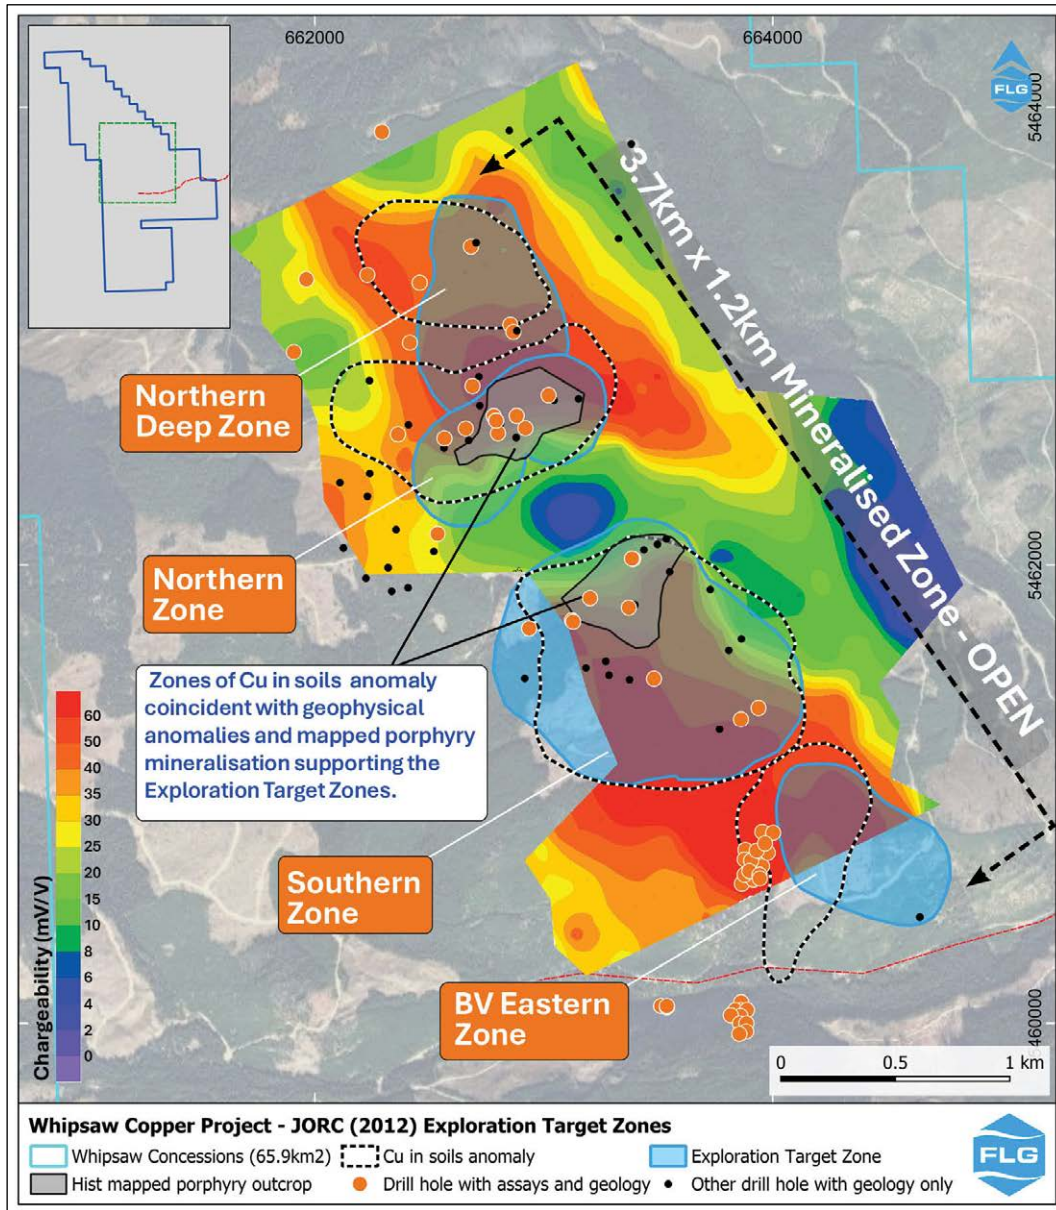 662000
664000
FLG
5464000
3.7km x 1.2km Mineralised Zone - OPEN
Northern
Deep Zone
Northern
Zone
5462000
Zones of Cu in soils anomaly
coincident with geophysical
anomalies and mapped porphyry
mineralisation supporting the
Exploration Target Zones.
Southern
Zone
BV Eastern
Zone
Chargeability (mV/V)
60
50
40
35
30
25
20
15
10
8
6
4
2
0
5460000
0 0.5 1 km
Whipsaw Copper Project - JORC (2012) Exploration Target Zones
Whipsaw Concessions (65.9km2) Cu in soils anomaly Exploration Target Zone
Hist mapped porphyry outcrop Drill hole with assays and geology Other drill hole with geology only
FLG